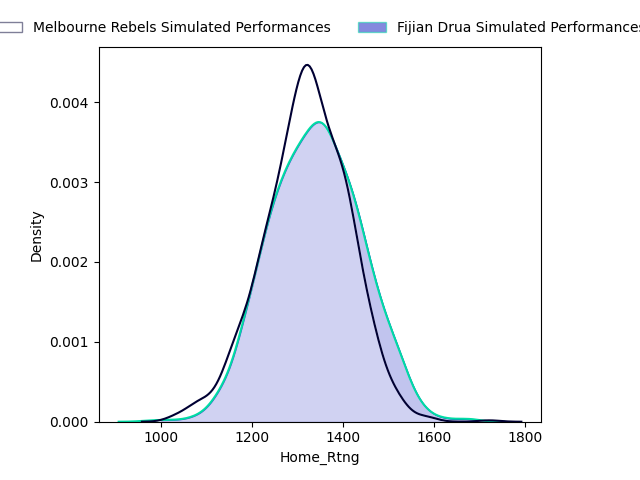 Melbourne Rebels Simulated Performances
Fijian Drua Simulated Performances
0.004
0.003
0.002
0.001
0.000
Density
1000 1200 1400 1600 1800
Home_Rtng